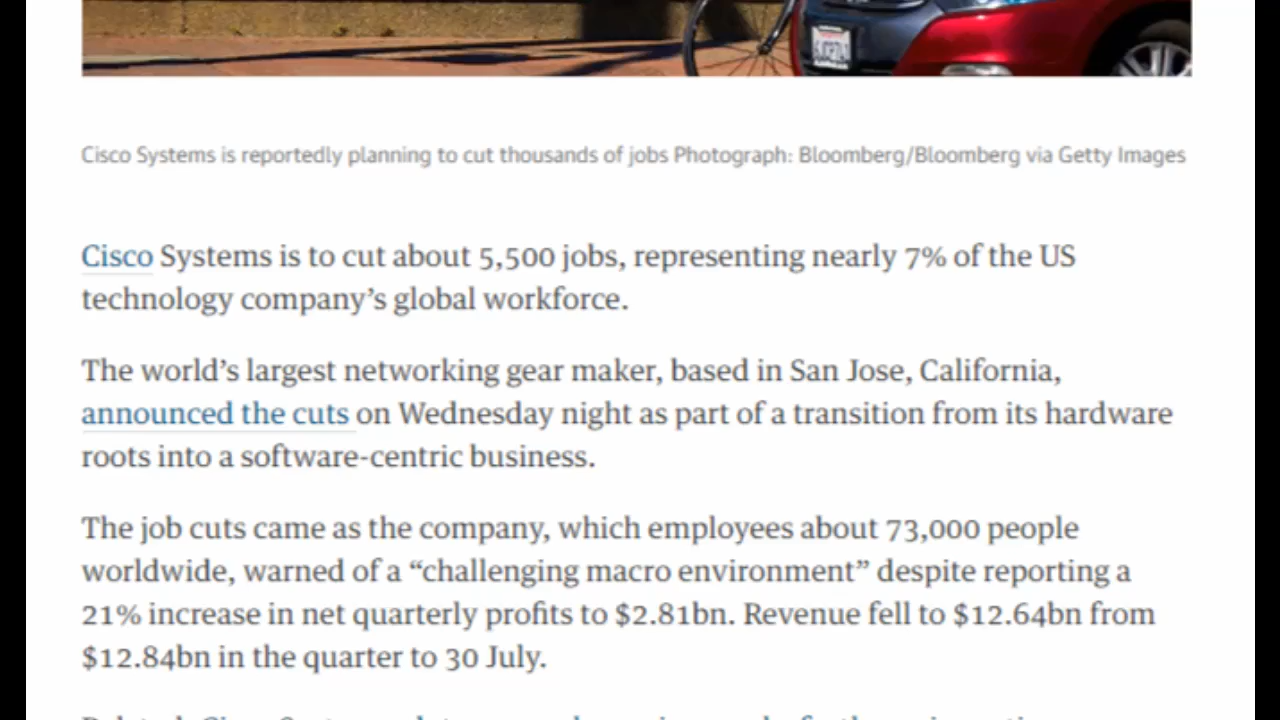 Cisco Systems is reportedly planning to cut thousands of jobs Photograph: Bloomberg/Bloomberg via Getty Images
Cisco Systems is to cut about 5,500 jobs, representing nearly 7% of the US
technology company’s global workforce.
The world’s largest networking gear maker, based in San Jose, California,
announced the cuts on Wednesday night as part of a transition from its hardware
roots into a software-centric business.
The job cuts came as the company, which employees about 73,000 people
worldwide, warned of a “challenging macro environment” despite reporting a
21% increase in net quarterly profits to $2.81bn. Revenue fell to $12.64bn from
$12.84bn in the quarter to 30 July.